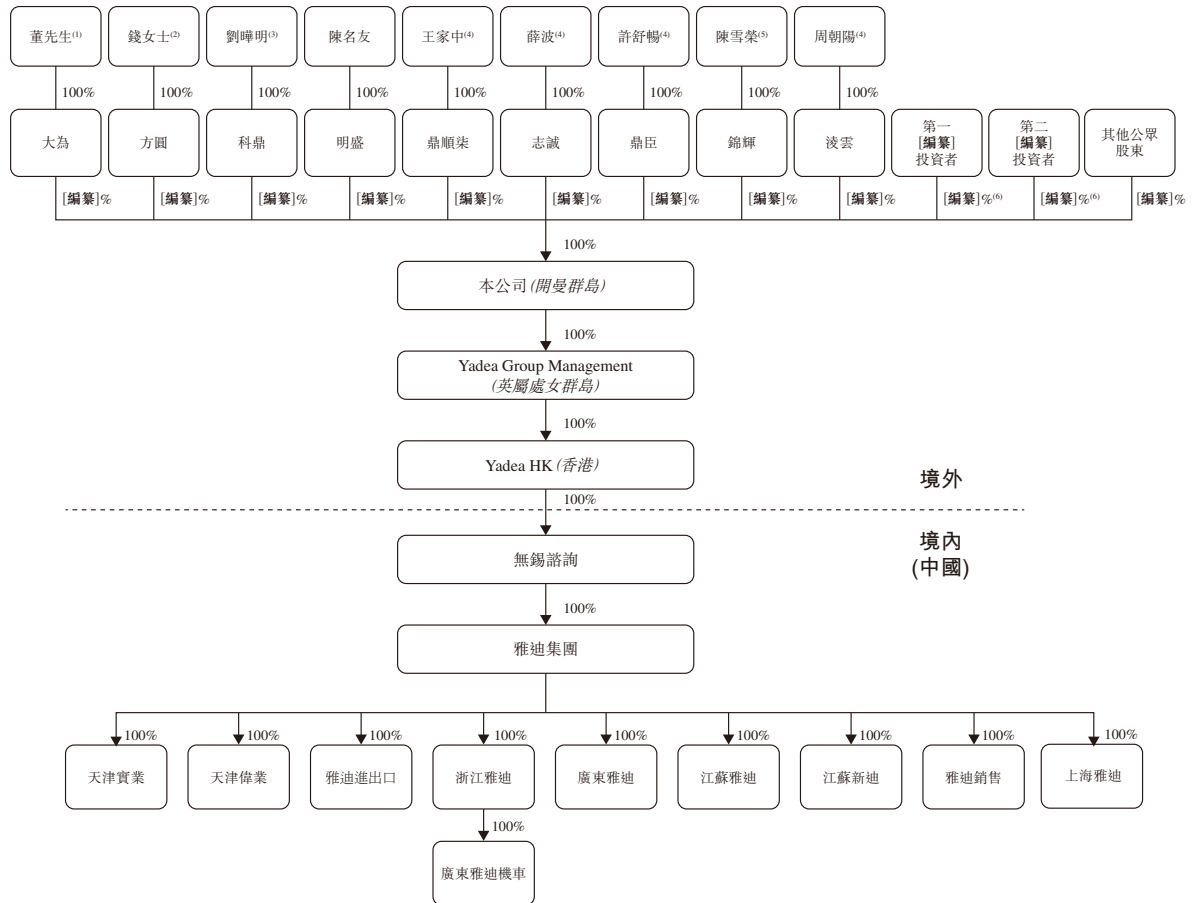 董先生(1)
錢女士(2)
劉曄明(3)
陳名友
王家中(4)
薛波(4)
許舒暢(4)
陳雪榮(5)
周朝陽(4)
100%
100%
100%
100%
100%
100%
100%
100%
100%
大為
方圓
科鼎
明盛
鼎順柒
志誠
鼎臣
錦輝
淩雲
第一
[編纂]
投資者
第二
[編纂]
投資者
其他公眾
股東
[編纂]%
[編纂]%
[編纂]%
[編纂]%
[編纂]%
[編纂]%
[編纂]%
[編纂]%
[編纂]%
[編纂]%(6)
[編纂]%(6)
[編纂]%
100%
本公司(開曼群島)
100%
Yadea Group Management
(英屬處女群島)
100%
Yadea HK (香港)
境外
100%
境內
(中國)
無錫諮詢
100%
雅迪集團
100%
100%
100%
100%
100%
100%
100%
100%
100%
天津實業
天津偉業
雅迪進出口
浙江雅迪
廣東雅迪
江蘇雅迪
江蘇新迪
雅迪銷售
上海雅迪
100%
廣東雅迪機車